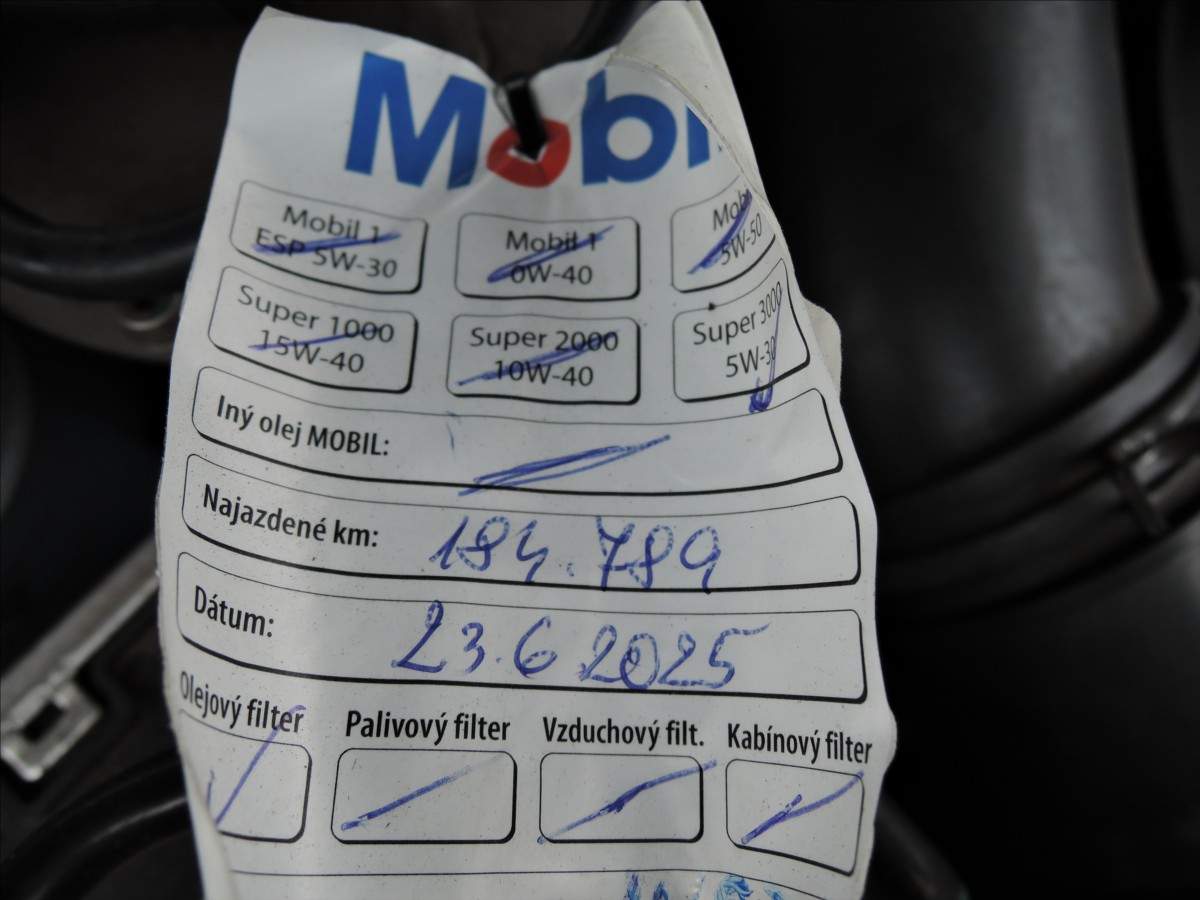 Mobil
Mobil 1
ESP 5W-30
Mobil 1
0W-40
Mobi
5W-50
Super 1000
15W-40
Super 2000
10W-40
Super 3000
5W-30
Iný olej MOBIL:
Najazdené km: 184.789
Dátum: 23.6 2025
Olejový filter Palivový filter Vzduchový filt. Kabínový filter